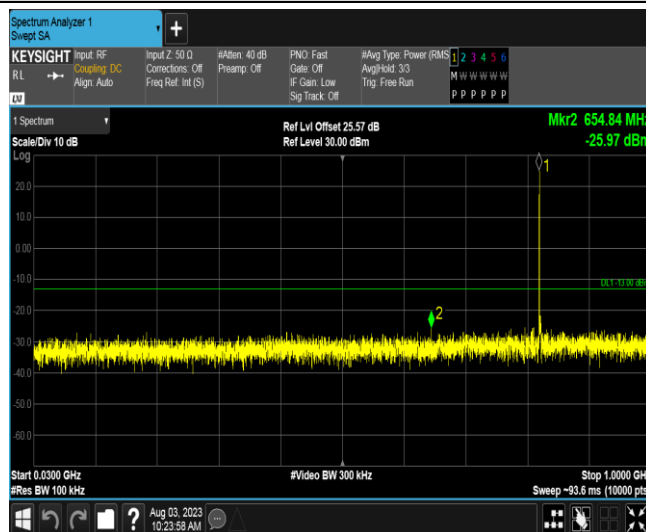 Spectrum Analyzer 1
Swept SA
+
KEYSIGHT
RL
LXI
Input: RF
Coupling: DC
Align: Auto
Input Z: 50 Ω
Corrections: Off
Freq Ref: Int (S)
#Atten: 40 dB
Preamp: Off
PNO: Fast
Gate: Off
IF Gain: Low
Sig Track: Off
#Avg Type: Power (RMS
Avg|Hold: 3/3
Trig: Free Run
1 2 3 4 5 6
M W W W W W
P P P P P P
1 Spectrum
Scale/Div 10 dB
Ref Lvl Offset 25.57 dB
Ref Level 30.00 dBm
Mkr2 654.84 MHz
-25.97 dBm
Log
1
20.0
10.0
0.00
-10.0
DL1 -13.00 dBm
-20.0
2
-30.0
-40.0
-50.0
-60.0
Start 0.0300 GHz
#Video BW 300 kHz
Stop 1.0000 GH
#Res BW 100 kHz
Sweep ~93.6 ms (10000 pts
?
Aug 03, 2023
10:23:58 AM